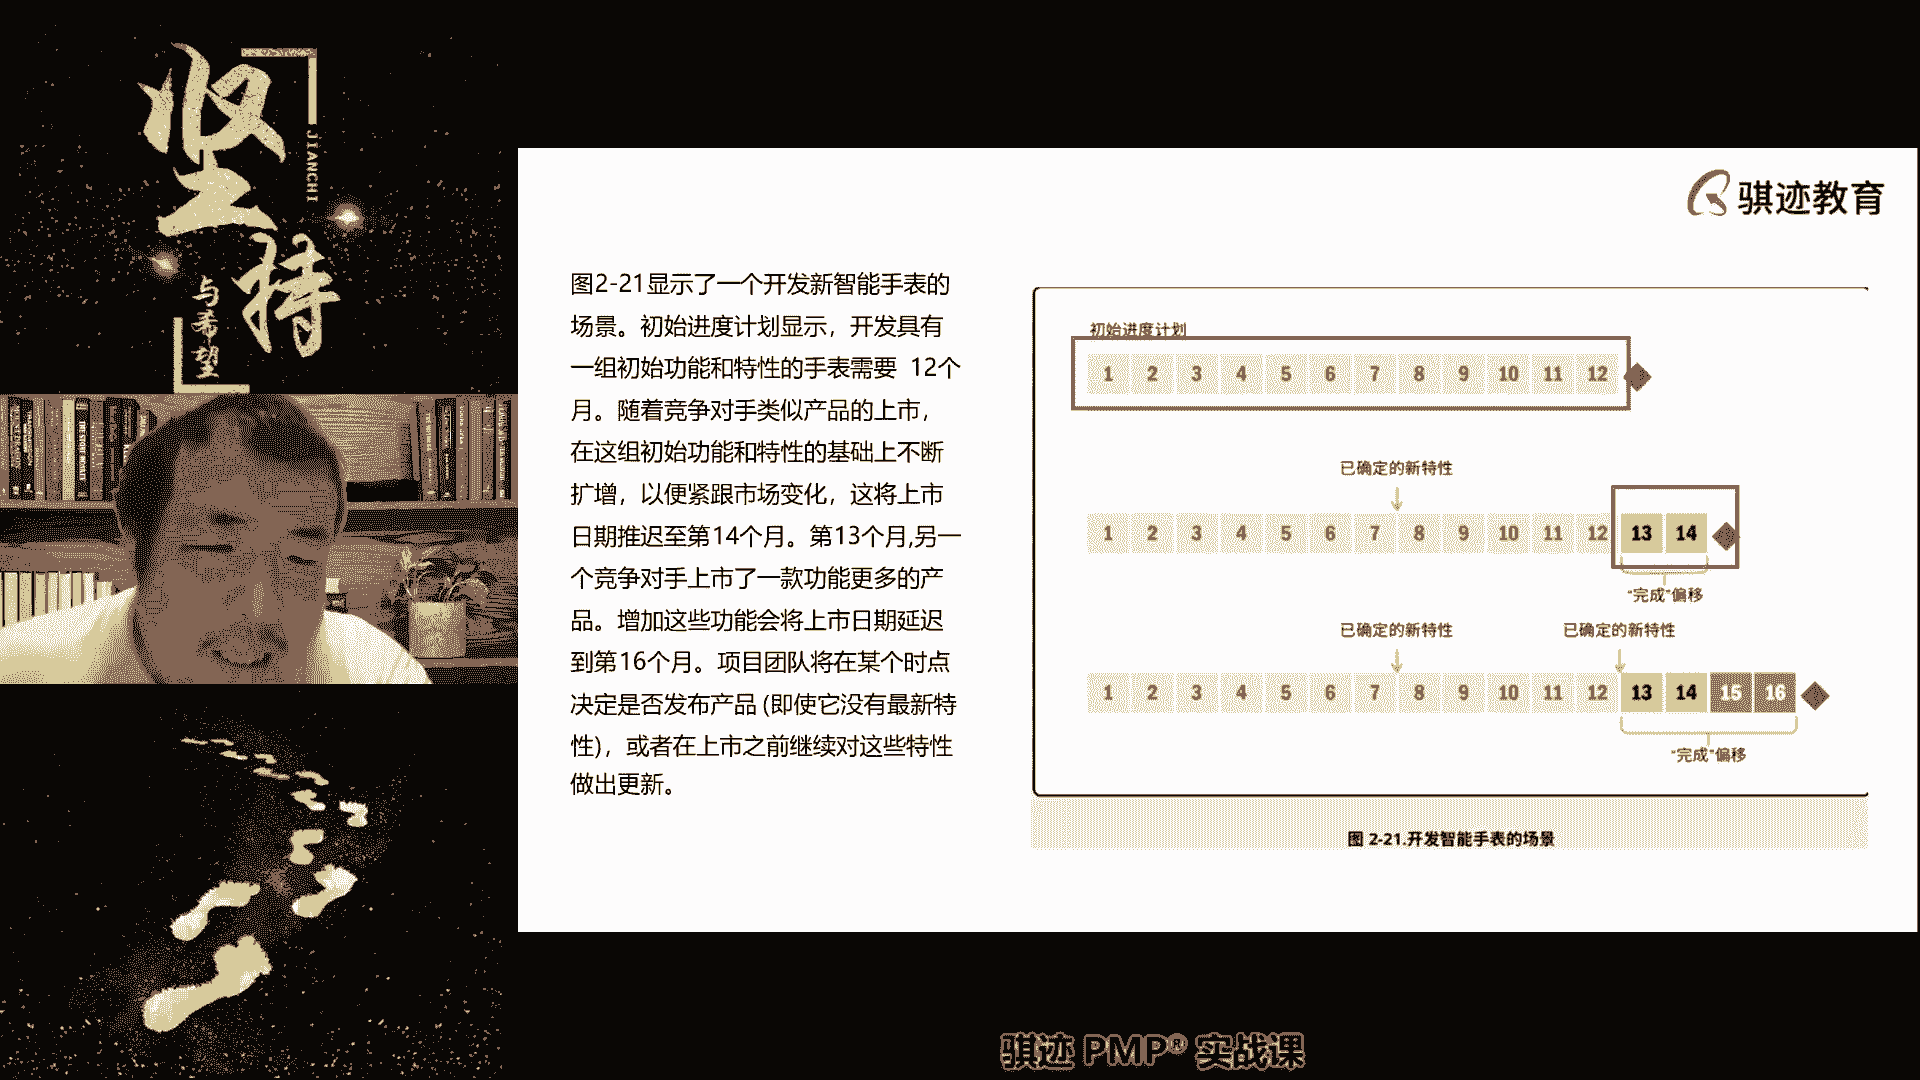 坚持
JIANCHI
与希望
骐迹教育
图2-21显示了一个开发新智能手表的
场景。初始进度计划显示，开发具有
一组初始功能和特性的手表需要 12个
月。随着竞争对手类似产品的上市，
在这组初始功能和特性的基础上不断
扩增，以便紧跟市场变化，这将上市
日期推迟至第14个月。第13个月,另一
个竞争对手上市了一款功能更多的产
品。增加这些功能会将上市日期延迟
到第16个月。项目团队将在某个时点
决定是否发布产品 (即使它没有最新特
性)，或者在上市之前继续对这些特性
做出更新。
初始进度计划
1 2 3 4 5 6 7 8 9 10 11 12
已确定的新特性
1 2 3 4 5 6 7 8 9 10 11 12 13 14
“完成”偏移
已确定的新特性 已确定的新特性
1 2 3 4 5 6 7 8 9 10 11 12 13 14 15 16
“完成”偏移
图 2-21.开发智能手表的场景
骐迹 PMP® 实战课